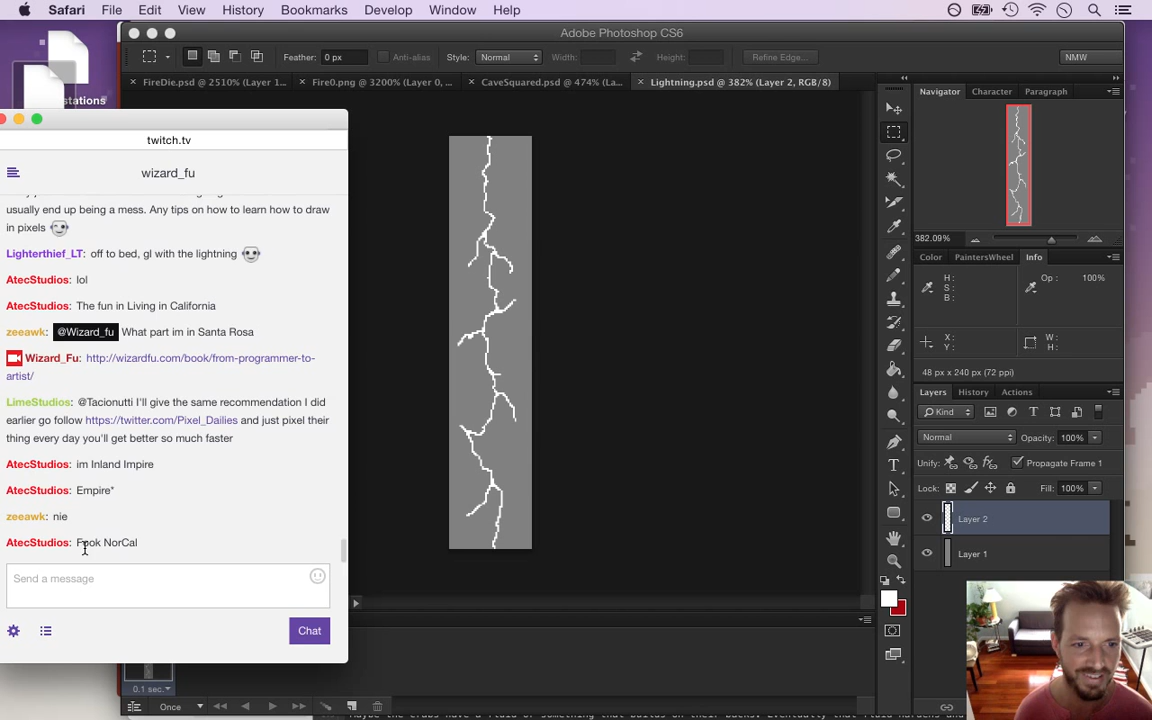 Safari File Edit View History Bookmarks Develop Window Help
stations
Adobe Photoshop CS6
Feather: 0 px Anti-alias Style: Normal Width: Height: Refine Edge... NMW
FireDie.psd @ 2510% (Layer 1... Fire0.png @ 3200% (Layer 0, ... CaveSquared.psd @ 474% (La... Lightning.psd @ 382% (Layer 2, RGB/8)
twitch.tv
wizard_fu
usually end up being a mess. Any tips on how to learn how to draw
in pixels
Lighterthief_LT: off to bed, gl with the lightning
AtecStudios: lol
AtecStudios: The fun in Living in California
zeeawk: @Wizard_fu What part im in Santa Rosa
Wizard_Fu: http://wizardfu.com/book/from-programmer-to-
artist/
LimeStudios: @Tacionutti I'll give the same recommendation I did
earlier go follow https://twitter.com/Pixel_Dailies and just pixel their
thing every day you'll get better so much faster
AtecStudios: im Inland Impire
AtecStudios: Empire*
zeeawk: nie
AtecStudios: Fook NorCal
Send a message
Chat
0.1 sec.
Once
Navigator Character Paragraph
382.09%
Color PaintersWheel Info
H: Op: 100%
S:
B:
X: W:
Y: H:
48 px x 240 px (72 ppi)
Layers History Actions
Kind
Normal Opacity: 100%
Unify: Propagate Frame 1
Lock: Fill: 100%
Layer 2
Layer 1